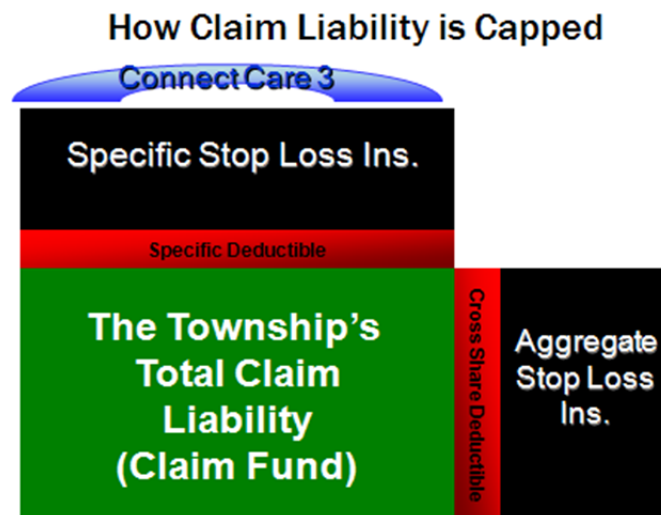 How Claim Liability is Capped
Connect Care 3
Specific Stop Loss Ins.
Specific Deductible
The Township's
Total Claim
Liability
(Claim Fund)
Cross Share Deductible
Aggregate
Stop Loss
Ins.